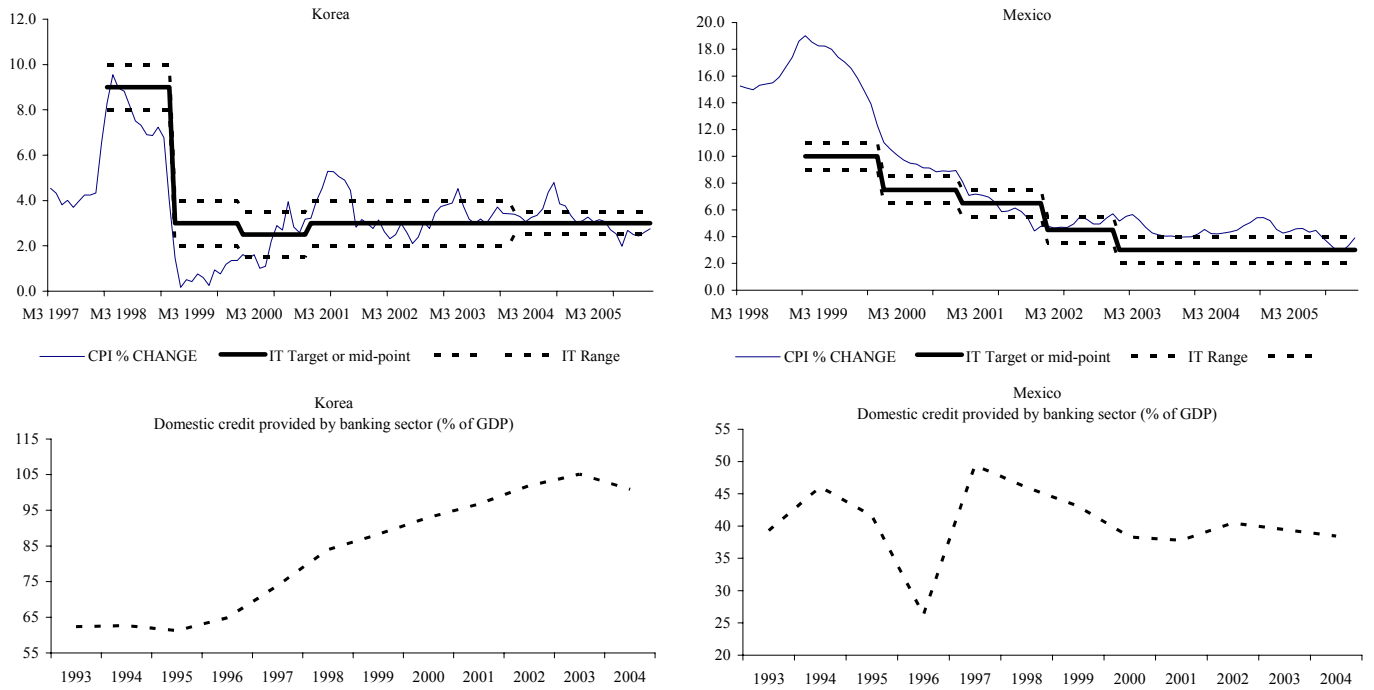 Korea
12.0
10.0
8.0
6.0
4.0
2.0
0.0
M3 1997 M3 1998 M3 1999 M3 2000 M3 2001 M3 2002 M3 2003 M3 2004 M3 2005
CPI % CHANGE IT Target or mid-point IT Range
Mexico
20.0
18.0
16.0
14.0
12.0
10.0
8.0
6.0
4.0
2.0
0.0
M3 1998 M3 1999 M3 2000 M3 2001 M3 2002 M3 2003 M3 2004 M3 2005
CPI % CHANGE IT Target or mid-point IT Range
Korea
Domestic credit provided by banking sector (% of GDP)
115
105
95
85
75
65
55
1993 1994 1995 1996 1997 1998 1999 2000 2001 2002 2003 2004
Mexico
Domestic credit provided by banking sector (% of GDP)
55
50
45
40
35
30
25
20
1993 1994 1995 1996 1997 1998 1999 2000 2001 2002 2003 2004